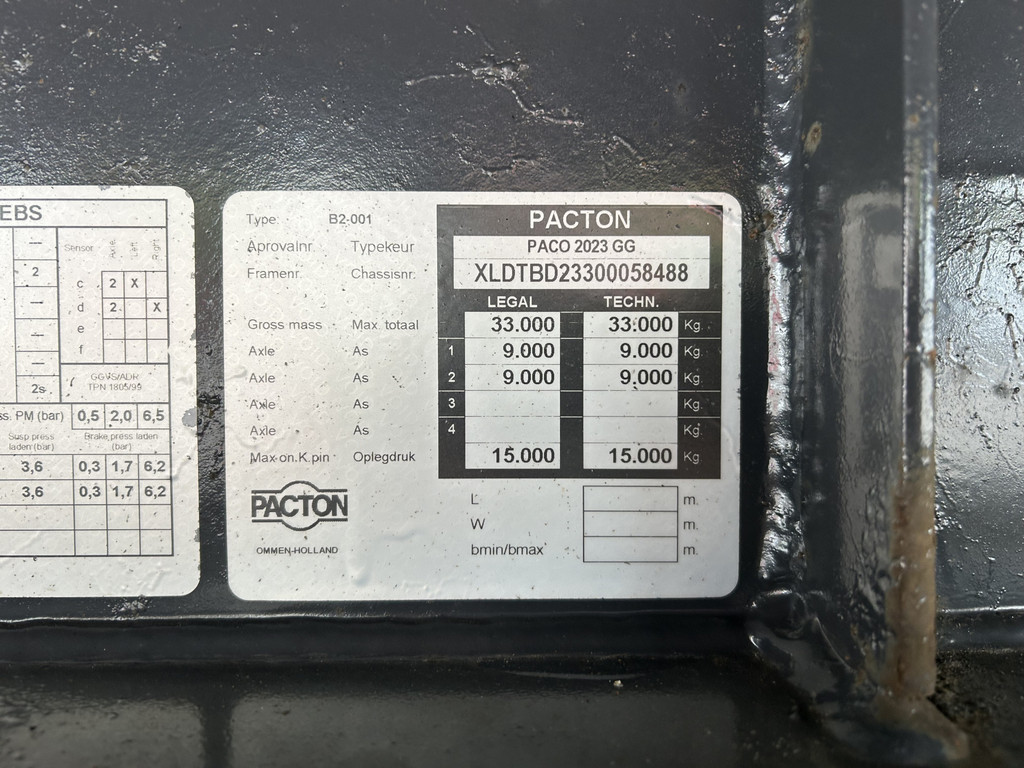 EBS
—
2
—
—
—
—
2s
Sensor Axle. Left Right
c 2 X
d 2 X
e
f
GGVS/ADR
TPN 1805/99
ss. PM (bar) 0,5 2,0 6,5
Susp.press laden (bar) Brake press laden (bar)
3,6 0,3 1,7 6,2
3,6 0,3 1,7 6,2
Type: B2-001 PACTON
Aprovalnr. Typekeur PACO 2023 GG
Framenr. Chassisnr: XLDTBD23300058488
LEGAL TECHN.
Gross mass Max. totaal 33.000 33.000 Kg.
Axle As 1 9.000 9.000 Kg.
Axle As 2 9.000 9.000 Kg.
Axle As 3 Kg.
Axle As 4 Kg.
Max.on.K.pin Oplegdruk 15.000 15.000 Kg.
PACTON
OMMEN-HOLLAND
L m.
W m.
bmin/bmax m.